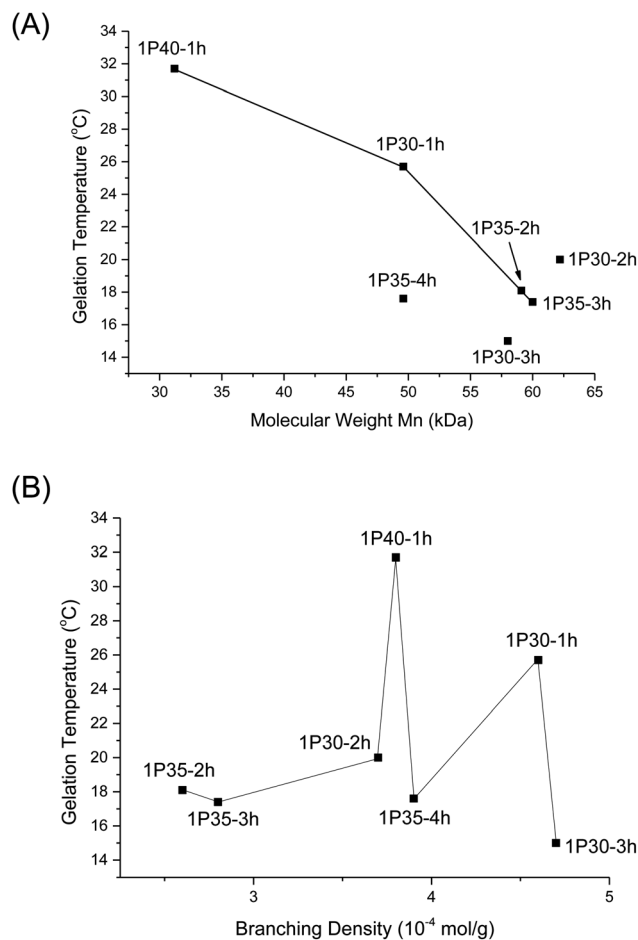 (A)
34
32
30
28
26
24
22
20
18
16
14
Gelation Temperature (°C)
1P40-1h
1P30-1h
1P35-2h
1P30-2h
1P35-4h
1P35-3h
1P30-3h
30 35 40 45 50 55 60 65
Molecular Weight Mn (kDa)
(B)
34
32
30
28
26
24
22
20
18
16
14
Gelation Temperature (°C)
1P40-1h
1P30-1h
1P30-2h
1P35-2h
1P35-3h
1P35-4h
1P30-3h
3 4 5
Branching Density (10⁻⁴ mol/g)